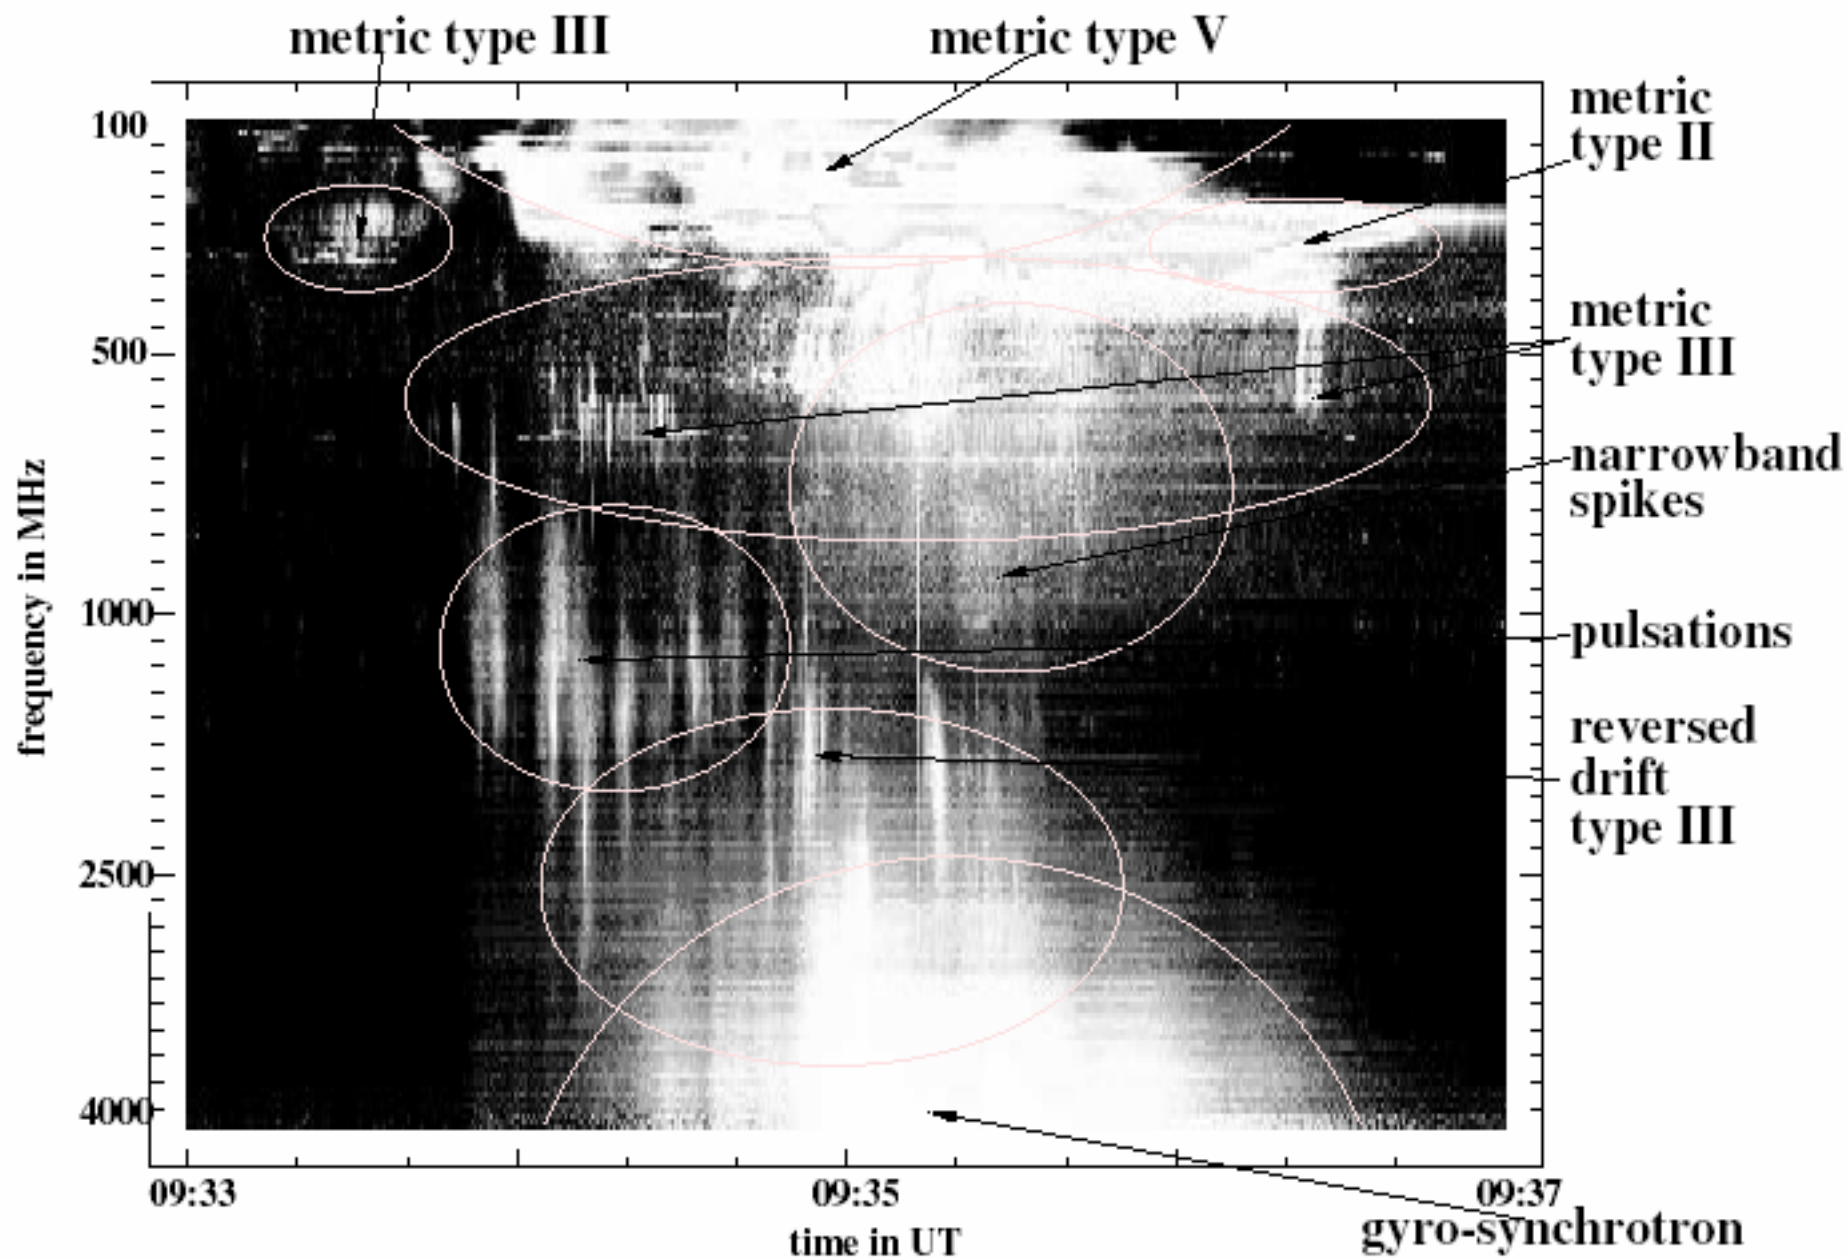 metric type III
metric type V
metric
type II
metric
type III
narrowband
spikes
pulsations
reversed
drift
type III
gyro-synchrotron
frequency in MHz
100
500
1000
2500
4000
09:33
09:35
09:37
time in UT